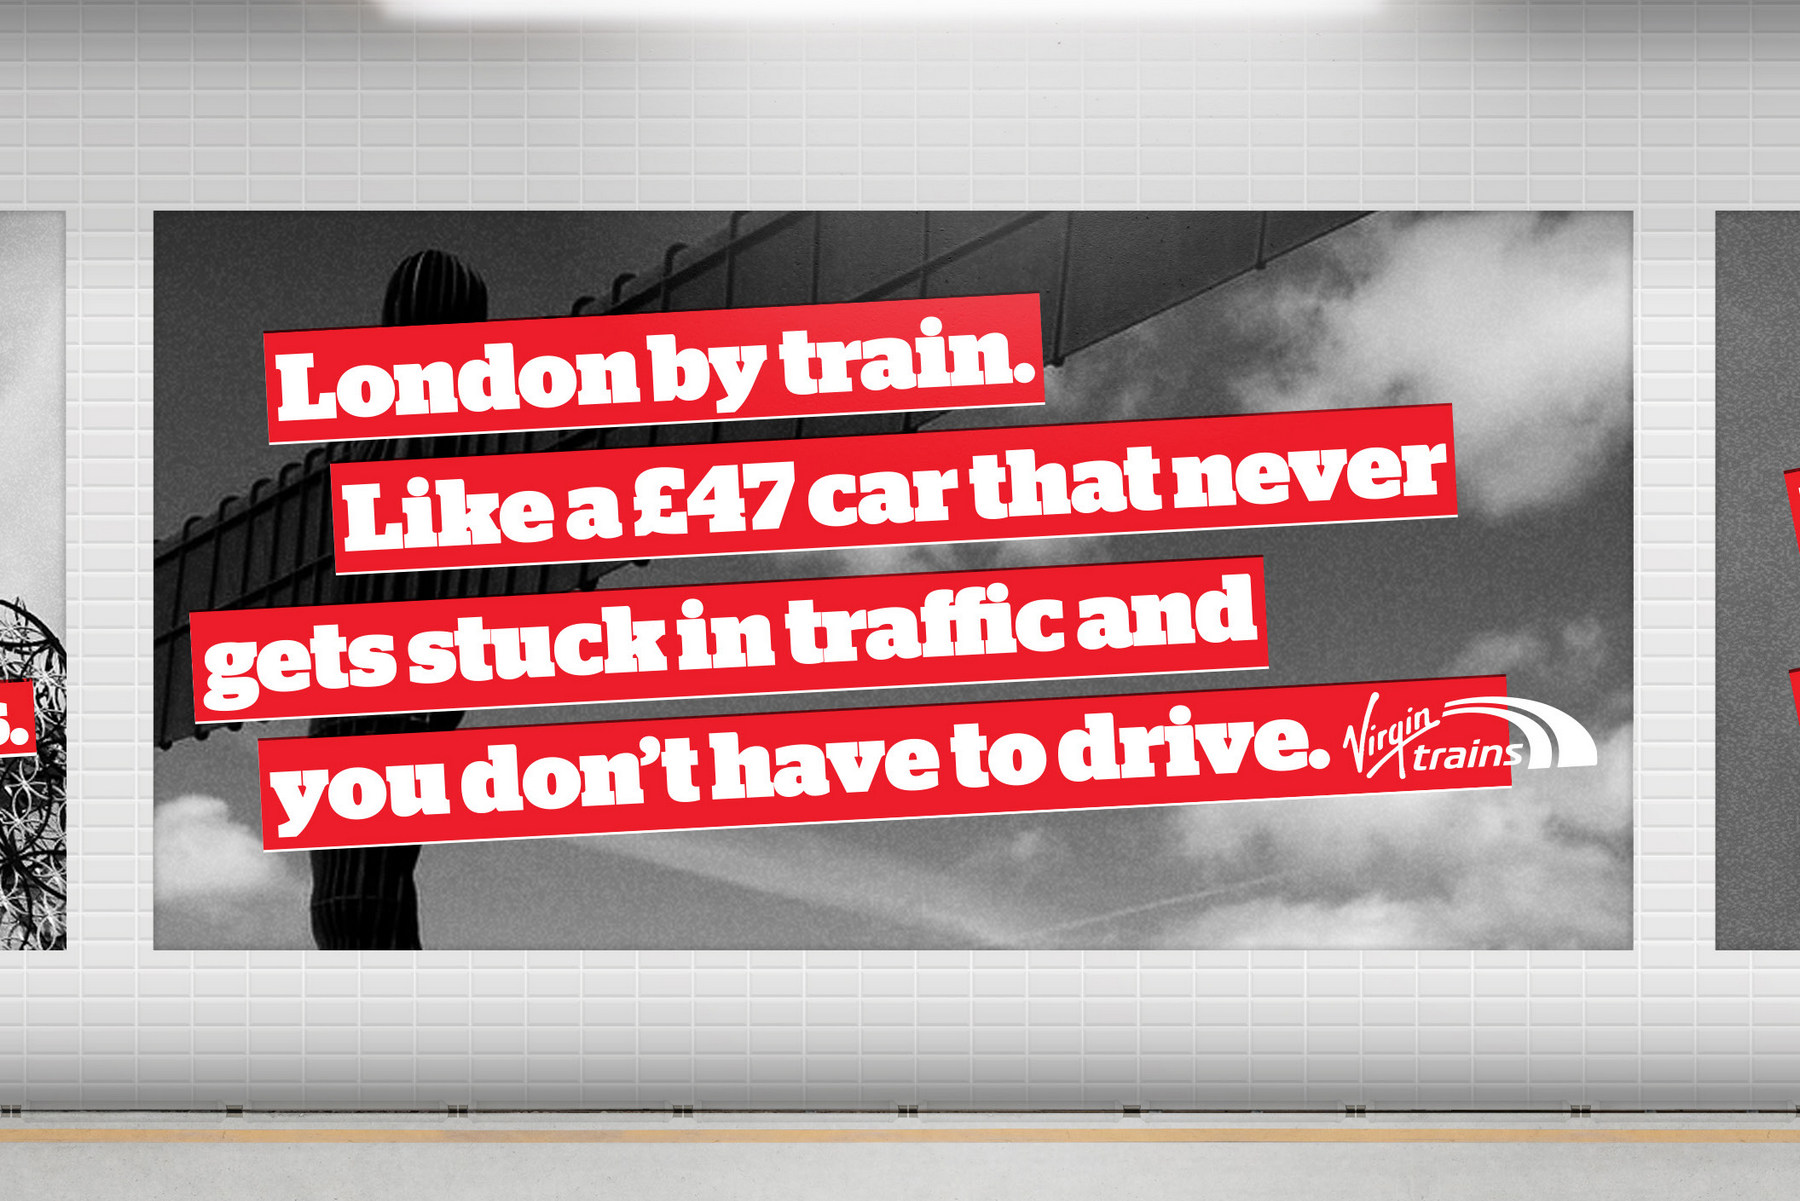 London by train.
Like a £47 car that never
gets stuck in traffic and
you don't have to drive.
Virgin
trains
s.